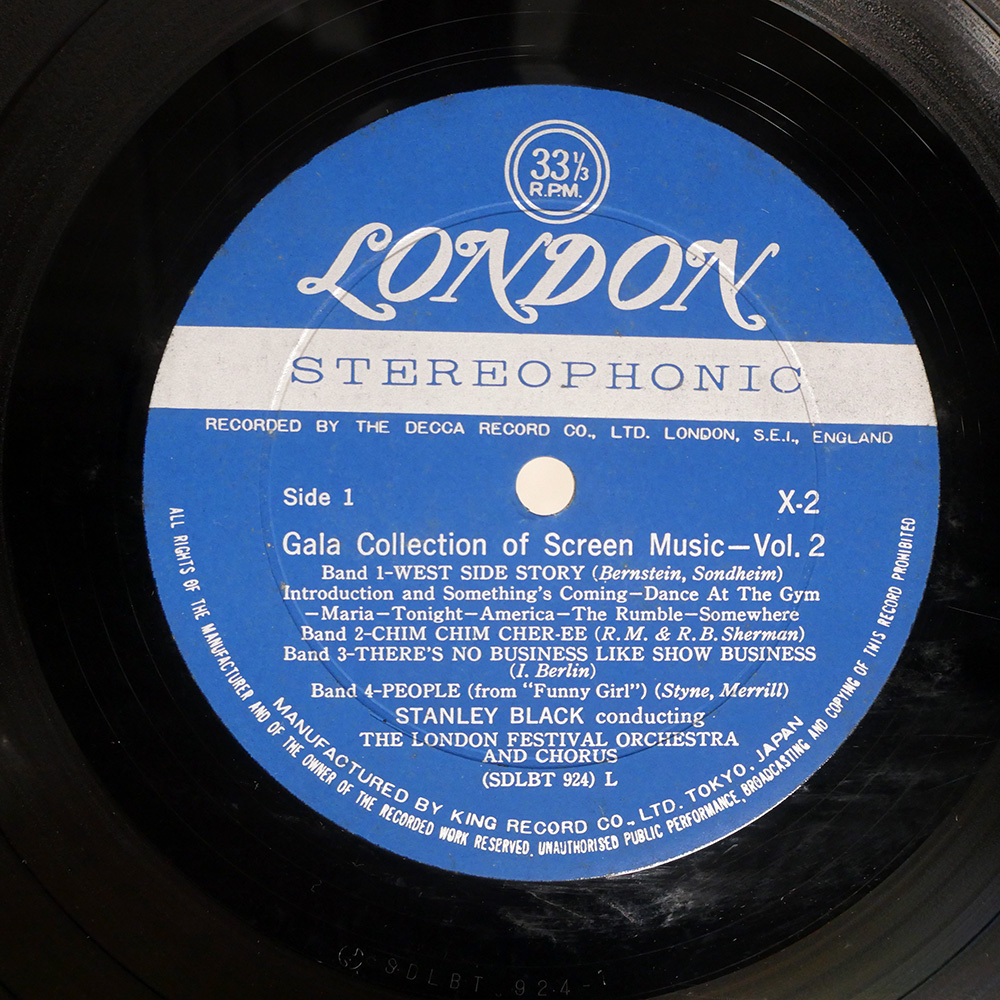 33⅓
R.P.M.
LONDON
STEREOPHONIC
RECORDED BY THE DECCA RECORD CO., LTD. LONDON, S.E.I., ENGLAND
Side 1
X-2
Gala Collection of Screen Music—Vol. 2
Band 1-WEST SIDE STORY (Bernstein, Sondheim)
Introduction and Something's Coming—Dance At The Gym
—Maria—Tonight—America—The Rumble—Somewhere
Band 2-CHIM CHIM CHER-EE (R.M. & R.B. Sherman)
Band 3-THERE'S NO BUSINESS LIKE SHOW BUSINESS
(I. Berlin)
Band 4-PEOPLE (from "Funny Girl") (Styne, Merrill)
STANLEY BLACK conducting
THE LONDON FESTIVAL ORCHESTRA
AND CHORUS
(SDLBT 924) L
MANUFACTURED BY KING RECORD CO., LTD. TOKYO. JAPAN
ALL RIGHTS OF THE MANUFACTURER AND OF THE OWNER OF THE RECORDED WORK RESERVED. UNAUTHORISED PUBLIC PERFORMANCE, BROADCASTING AND COPYING OF THIS RECORD PROHIBITED
SDLBT 924-1